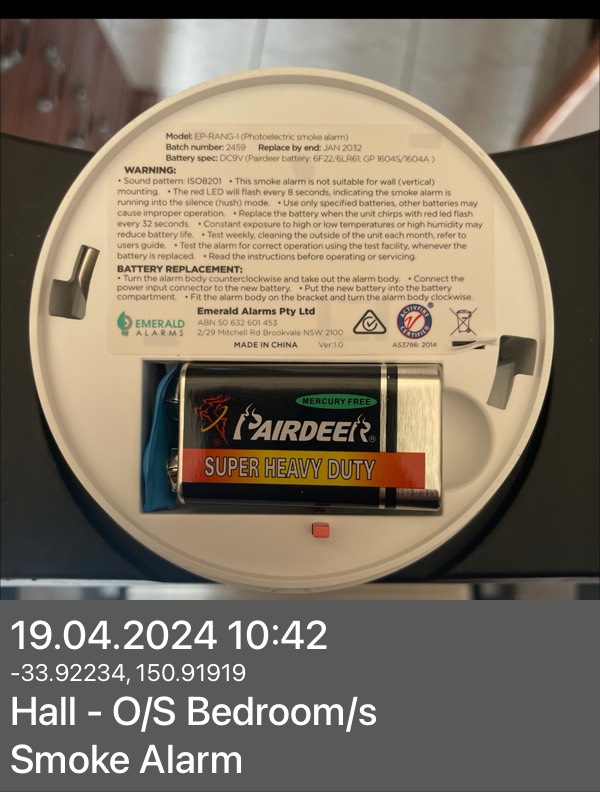 Model: EP-RANG-1 (Photoelectric smoke alarm)
Batch number: 2459 Replace by end: JAN 2032
Battery spec: DC9V (Pairdeer battery: 6F22/6LR61; GP 1604S/1604A )
WARNING:
• Sound pattern: ISO8201 • This smoke alarm is not suitable for wall (vertical)
mounting. • The red LED will flash every 8 seconds, indicating the smoke alarm is
running into the silence (hush) mode. • Use only specified batteries, other batteries may
cause improper operation. • Replace the battery when the unit chirps with red led flash
every 32 seconds. • Constant exposure to high or low temperatures or high humidity may
reduce battery life. • Test weekly, cleaning the outside of the unit each month, refer to
users guide. • Test the alarm for correct operation using the test facility, whenever the
battery is replaced. • Read the instructions before operating or servicing.
BATTERY REPLACEMENT:
• Turn the alarm body counterclockwise and take out the alarm body. • Connect the
power input connector to the new battery. • Put the new battery into the battery
compartment. • Fit the alarm body on the bracket and turn the alarm body clockwise.
EMERALD
ALARMS
Emerald Alarms Pty Ltd
ABN 50 632 601 453
2/29 Mitchell Rd Brookvale NSW 2100
MADE IN CHINA Ver:1.0
ACTIVFIRE
CERTIFIED
AS3786: 2014
MERCURY FREE
PAIRDEER®
SUPER HEAVY DUTY
19.04.2024 10:42
-33.92234, 150.91919
Hall - O/S Bedroom/s
Smoke Alarm